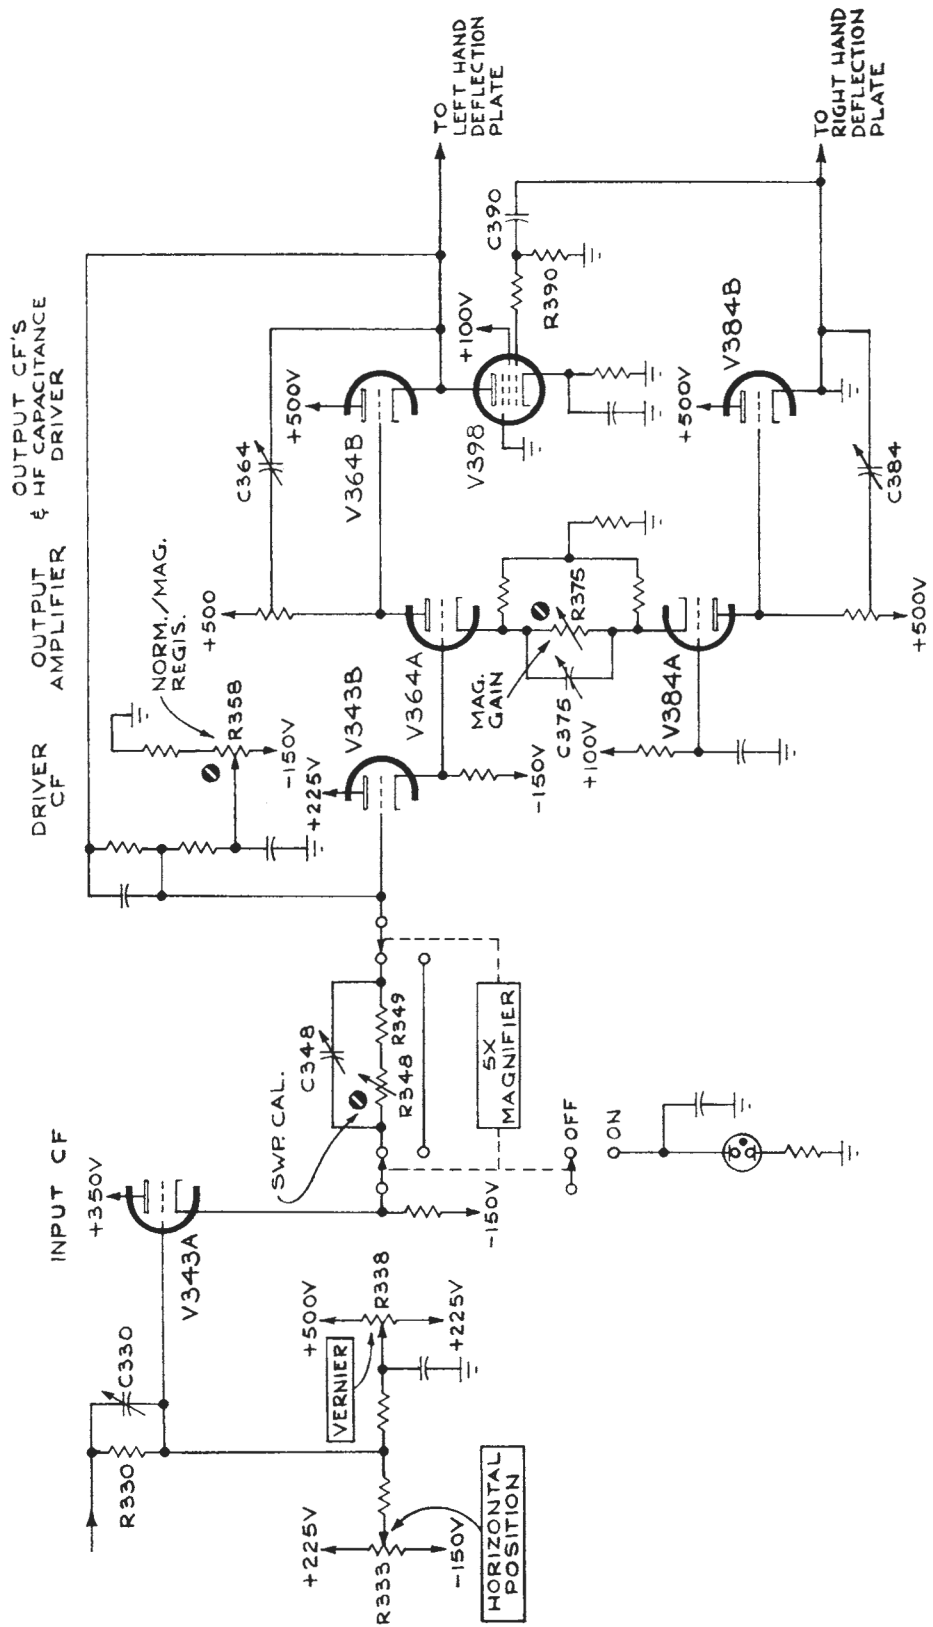 INPUT CF
DRIVER
CF
OUTPUT
AMPLIFIER
OUTPUT CF'S
& HF CAPACITANCE
DRIVER
R330
C330
V343A
+350V
+225V
R333
-150V
HORIZONTAL
POSITION
VERNIER
+500V
R338
+225V
-150V
SWP. CAL.
C348
R348
R349
5X
MAGNIFIER
OFF
ON
NORM./MAG.
REGIS.
R358
-150V
+225V
V343B
-150V
+500
V364A
C364
+500V
V364B
MAG.
GAIN
C375
R375
+100V
V384A
+500V
+100V
V398
R390
C390
+500V
V384B
C384
TO
LEFT HAND
DEFLECTION
PLATE
TO
RIGHT HAND
DEFLECTION
PLATE